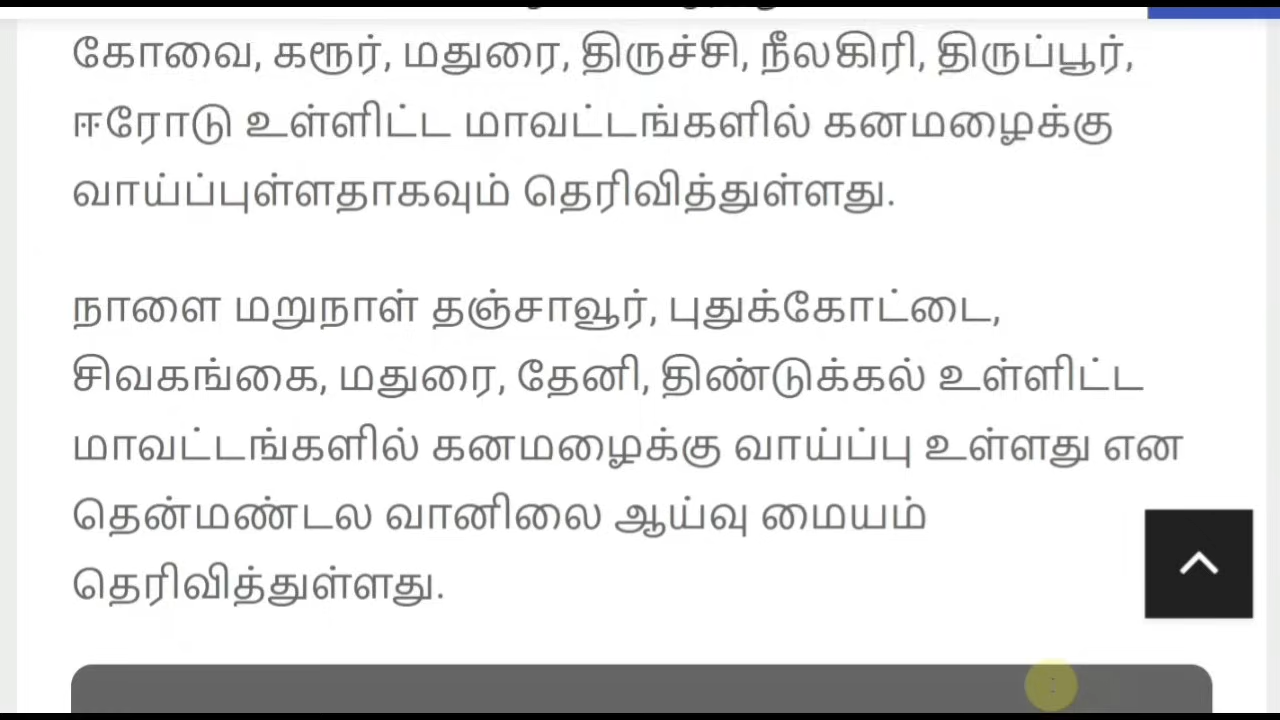 கோவை, கரூர், மதுரை, திருச்சி, நீலகிரி, திருப்பூர்,
ஈரோடு உள்ளிட்ட மாவட்டங்களில் கனமழைக்கு
வாய்ப்புள்ளதாகவும் தெரிவித்துள்ளது.
நாளை மறுநாள் தஞ்சாவூர், புதுக்கோட்டை,
சிவகங்கை, மதுரை, தேனி, திண்டுக்கல் உள்ளிட்ட
மாவட்டங்களில் கனமழைக்கு வாய்ப்பு உள்ளது என
தென்மண்டல வானிலை ஆய்வு மையம்
தெரிவித்துள்ளது.